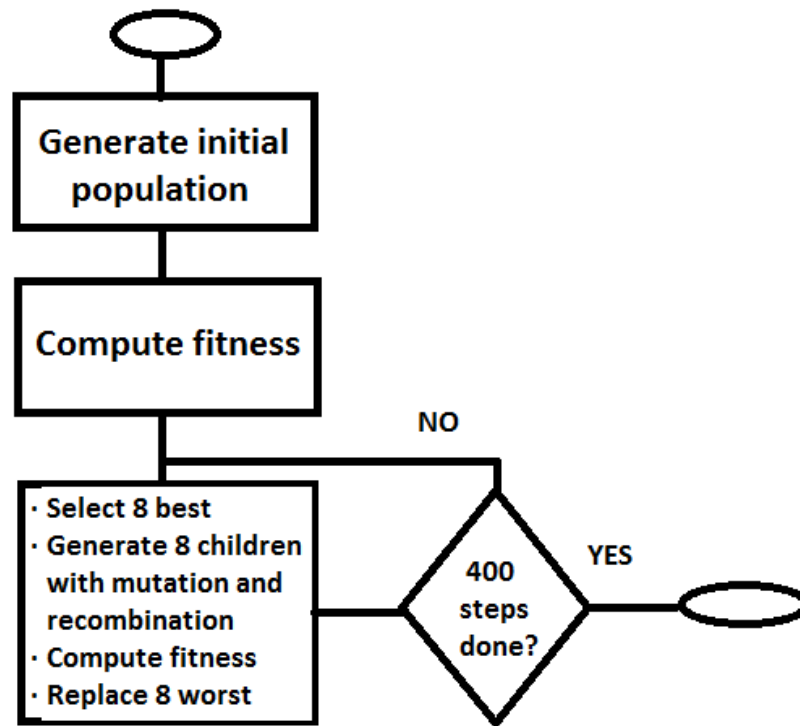 Generate initial
population
Compute fitness
NO
· Select 8 best
· Generate 8 children
with mutation and
recombination
· Compute fitness
· Replace 8 worst
400
steps
done?
YES